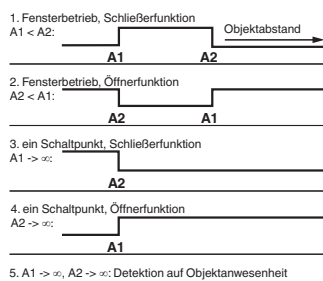 1. Fensterbetrieb, Schließerfunktion
A1 < A2:
Objektabstand
A1 A2
2. Fensterbetrieb, Öffnerfunktion
A2 < A1:
A2 A1
3. ein Schaltpunkt, Schließerfunktion
A1 -> ∞:
A2
4. ein Schaltpunkt, Öffnerfunktion
A2 -> ∞:
A1
5. A1 -> ∞, A2 -> ∞: Detektion auf Objektanwesenheit